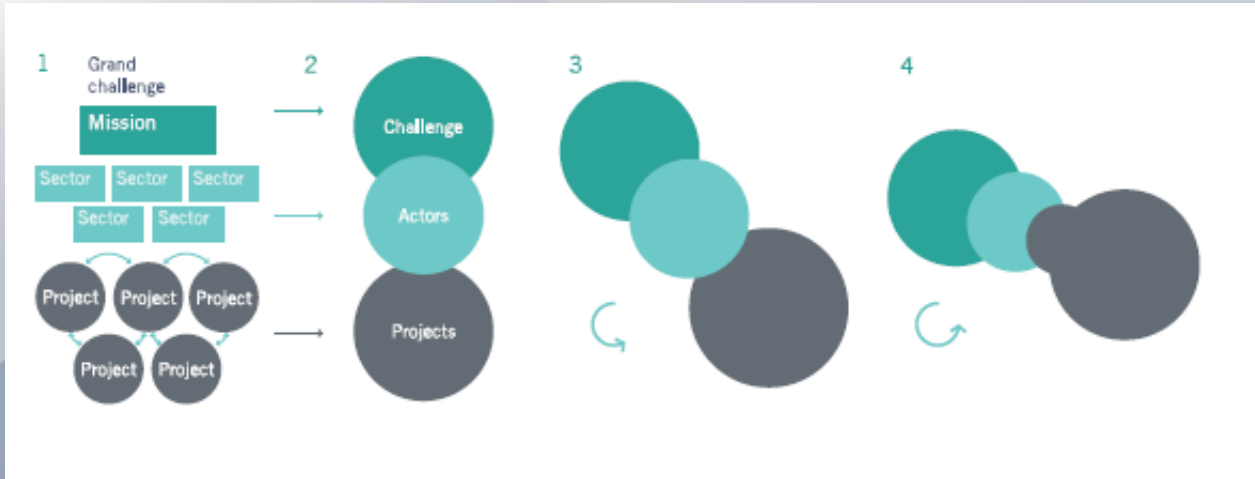 1
Grand
challenge
Mission
Sector Sector Sector
Sector Sector
Project Project Project
Project Project
2
Challenge
Actors
Projects
3
4